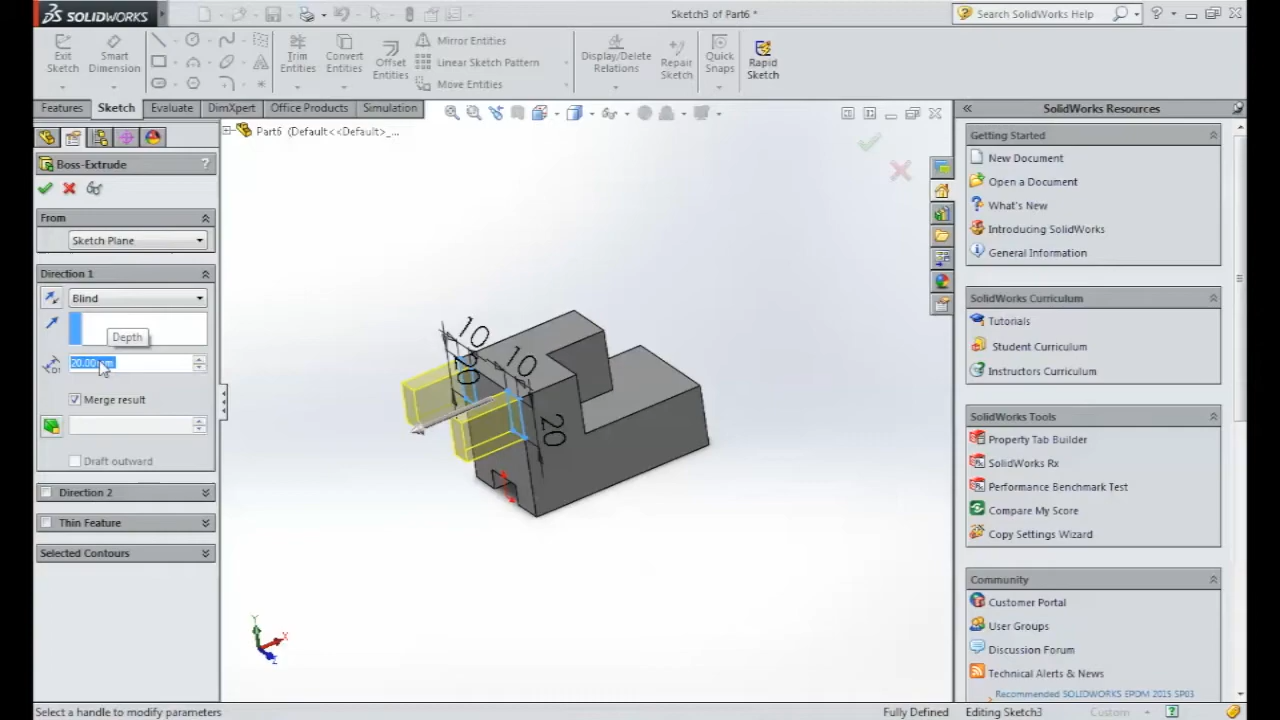 SOLIDWORKS
Sketch3 of Part6 *
Search SolidWorks Help
Exit Sketch
Smart Dimension
Trim Entities
Convert Entities
Offset Entities
Mirror Entities
Linear Sketch Pattern
Move Entities
Display/Delete Relations
Repair Sketch
Quick Snaps
Rapid Sketch
Features
Sketch
Evaluate
DimXpert
Office Products
Simulation
Part6 (Default<<Default>_...
Boss-Extrude
?
From
Sketch Plane
Direction 1
Blind
Depth
20.00mm
Merge result
Draft outward
Direction 2
Thin Feature
Selected Contours
10
10
20
20
Y
X
Z
SolidWorks Resources
Getting Started
New Document
Open a Document
What's New
Introducing SolidWorks
General Information
SolidWorks Curriculum
Tutorials
Student Curriculum
Instructors Curriculum
SolidWorks Tools
Property Tab Builder
SolidWorks Rx
Performance Benchmark Test
Compare My Score
Copy Settings Wizard
Community
Customer Portal
User Groups
Discussion Forum
Technical Alerts & News
Recommended SOLIDWORKS EPDM 2015 SP03
Select a handle to modify parameters
Fully Defined
Editing Sketch3
Custom